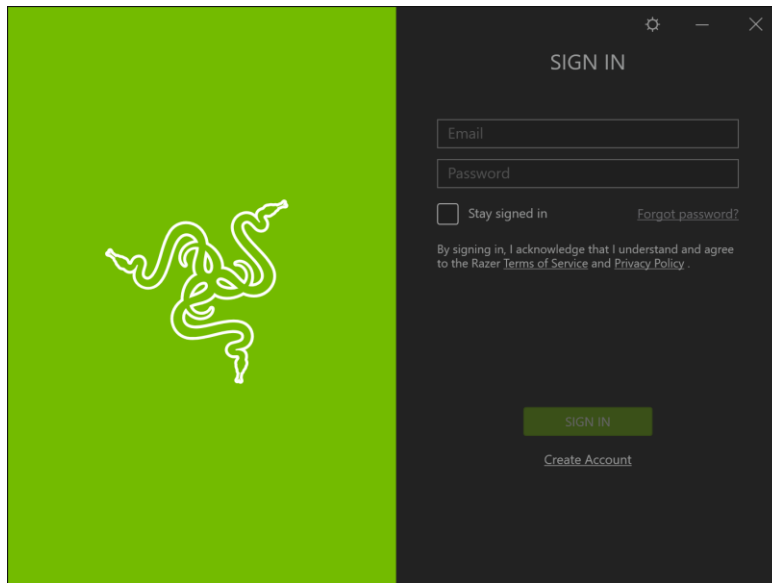 SIGN IN
Email
Password
Stay signed in
Forgot password?
By signing in, I acknowledge that I understand and agree
to the Razer Terms of Service and Privacy Policy .
SIGN IN
Create Account